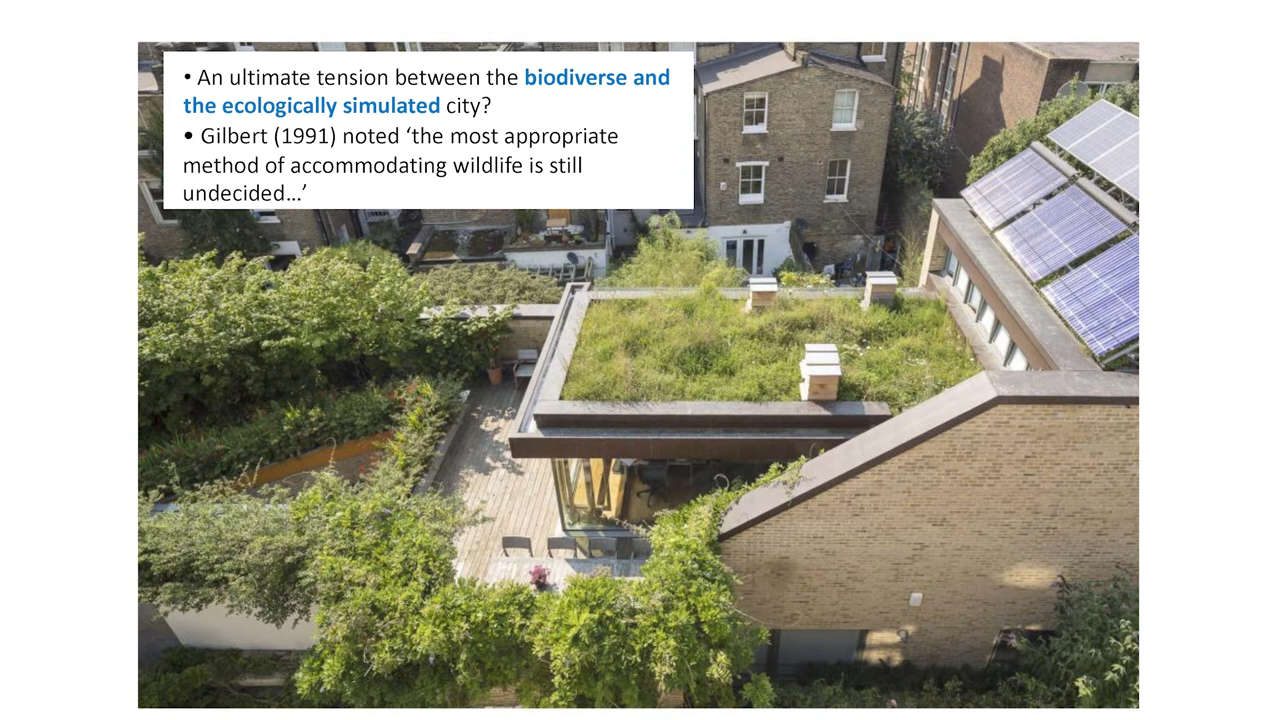 • An ultimate tension between the biodiverse and
the ecologically simulated city?
• Gilbert (1991) noted ‘the most appropriate
method of accommodating wildlife is still
undecided…’